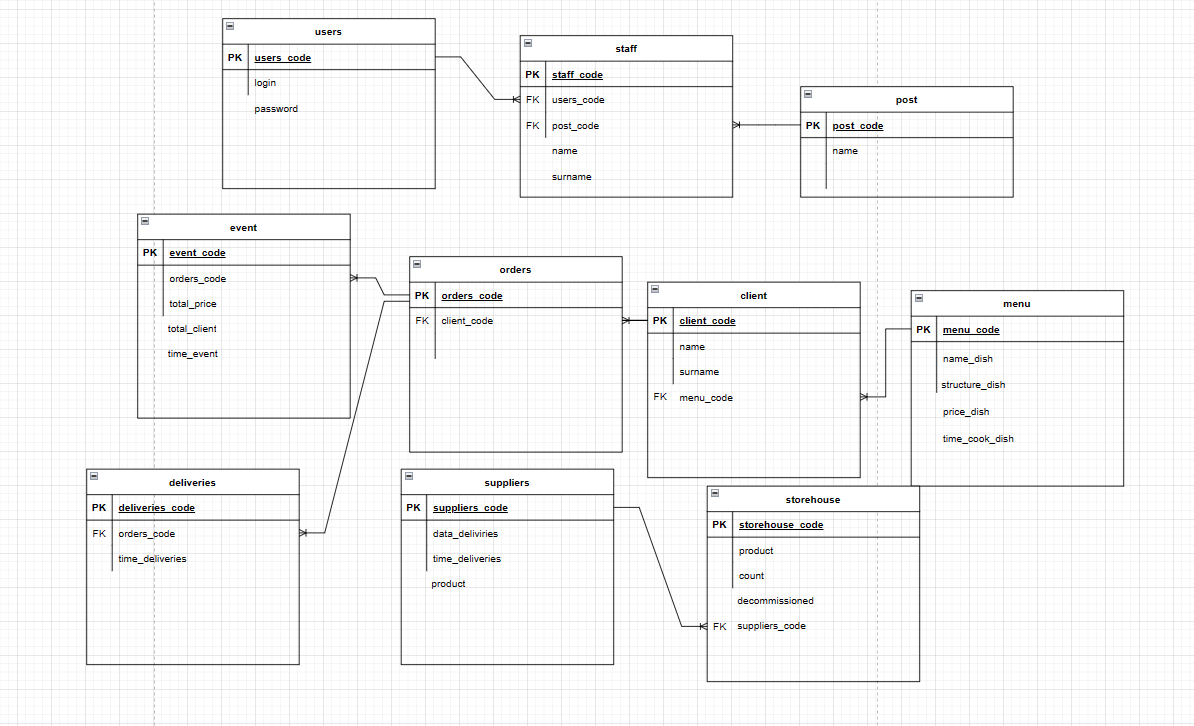 users
PK users_code
login
password
staff
PK staff_code
FK users_code
FK post_code
name
surname
post
PK post_code
name
event
PK event_code
orders_code
total_price
total_client
time_event
orders
PK orders_code
FK client_code
client
PK client_code
name
surname
FK menu_code
menu
PK menu_code
name_dish
structure_dish
price_dish
time_cook_dish
deliveries
PK deliveries_code
FK orders_code
time_deliveries
suppliers
PK suppliers_code
data_deliviries
time_deliveries
product
storehouse
PK storehouse_code
product
count
decommissioned
FK suppliers_code